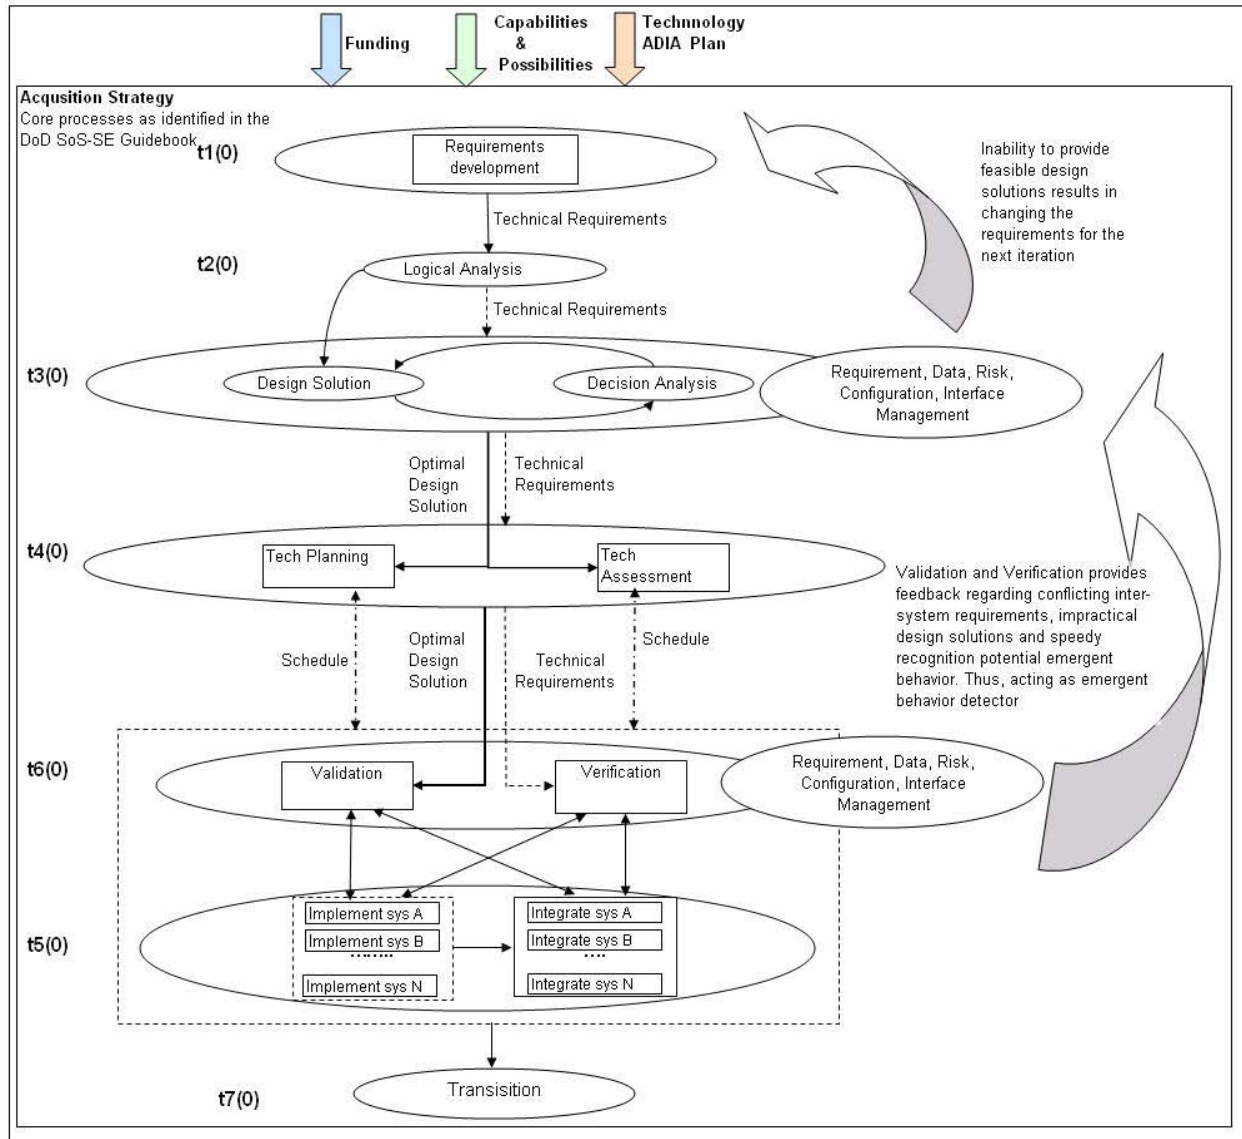 Funding
Capabilities
&
Possibilities
Technnology
ADIA Plan
Acqusition Strategy
Core processes as identified in the
DoD SoS-SE Guidebook
t1(0)
Requirements
development
Inability to provide
feasible design
solutions results in
changing the
requirements for the
next iteration
Technical Requirements
t2(0)
Logical Analysis
Technical Requirements
t3(0)
Design Solution
Decision Analysis
Requirement, Data, Risk,
Configuration, Interface
Management
Optimal
Design
Solution
Technical
Requirements
t4(0)
Tech Planning
Tech
Assessment
Validation and Verification provides
feedback regarding conflicting inter-
system requirements, impractical
design solutions and speedy
recognition potential emergent
behavior. Thus, acting as emergent
behavior detector
Schedule
Optimal
Design
Solution
Technical
Requirements
Schedule
t6(0)
Validation
Verification
Requirement, Data, Risk,
Configuration, Interface
Management
t5(0)
Implement sys A
Implement sys B
........
Implement sys N
Integrate sys A
Integrate sys B
....
Integrate sys N
t7(0)
Transisition